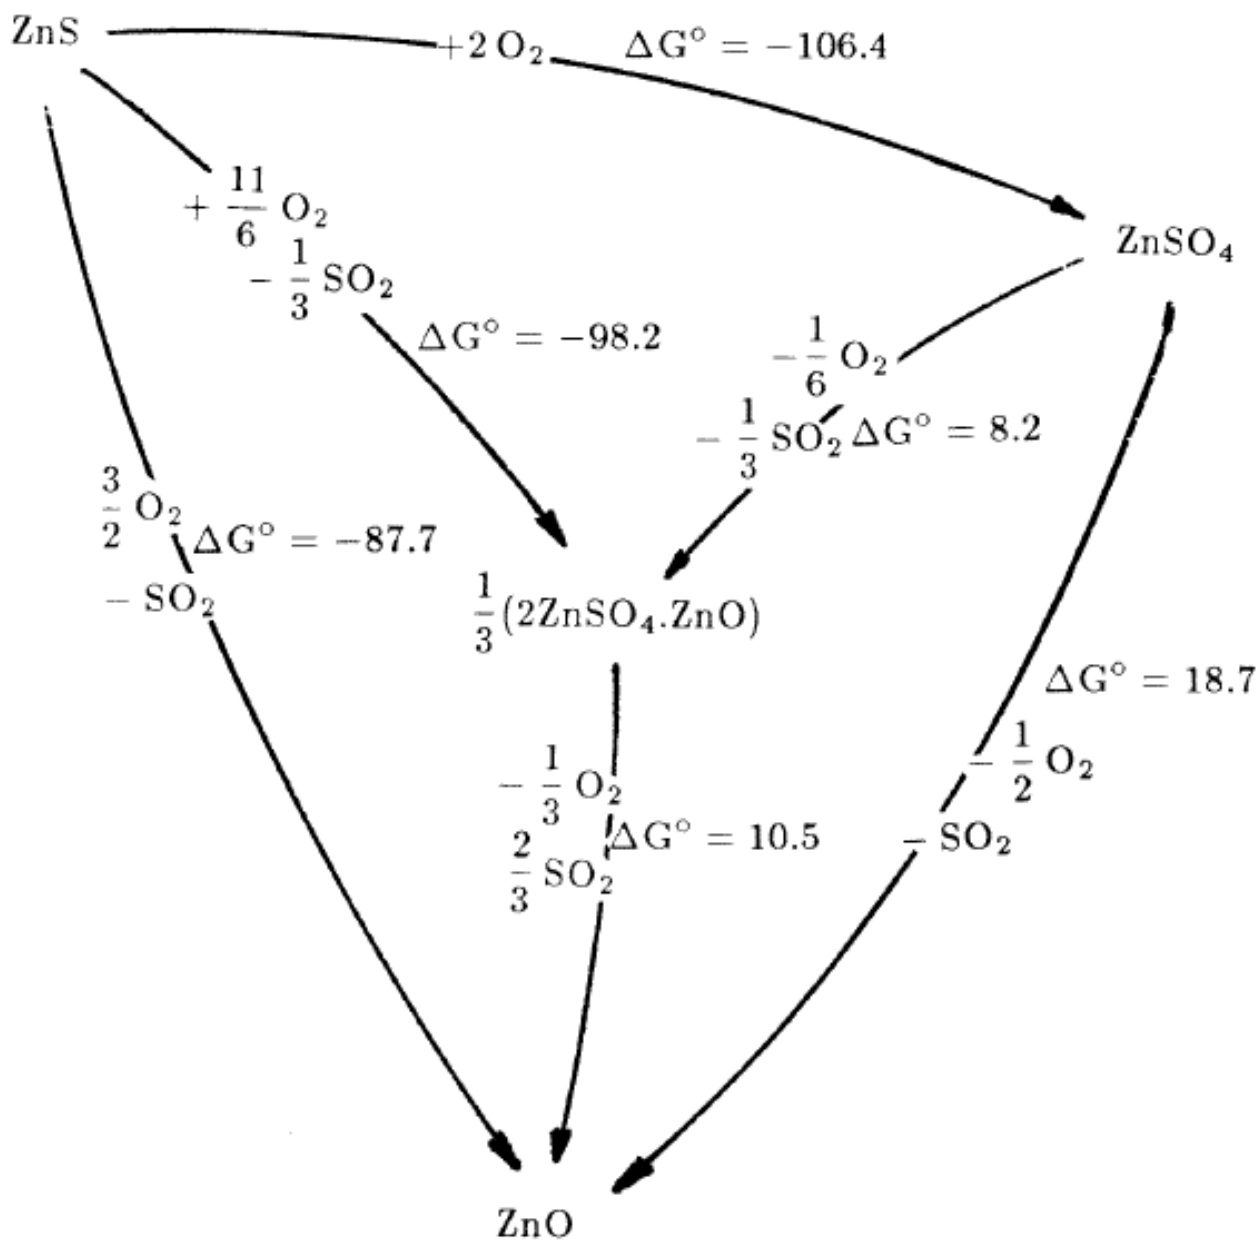 ZnS
+2 O₂ ΔG° = −106.4
+ 11/6 O₂
− 1/3 SO₂
ZnSO₄
ΔG° = −98.2
− 1/6 O₂
− 1/3 SO₂ ΔG° = 8.2
3/2 O₂
ΔG° = −87.7
− SO₂
1/3 (2ZnSO₄.ZnO)
ΔG° = 18.7
− 1/2 O₂
− SO₂
− 1/3 O₂
ΔG° = 10.5
2/3 SO₂
ZnO